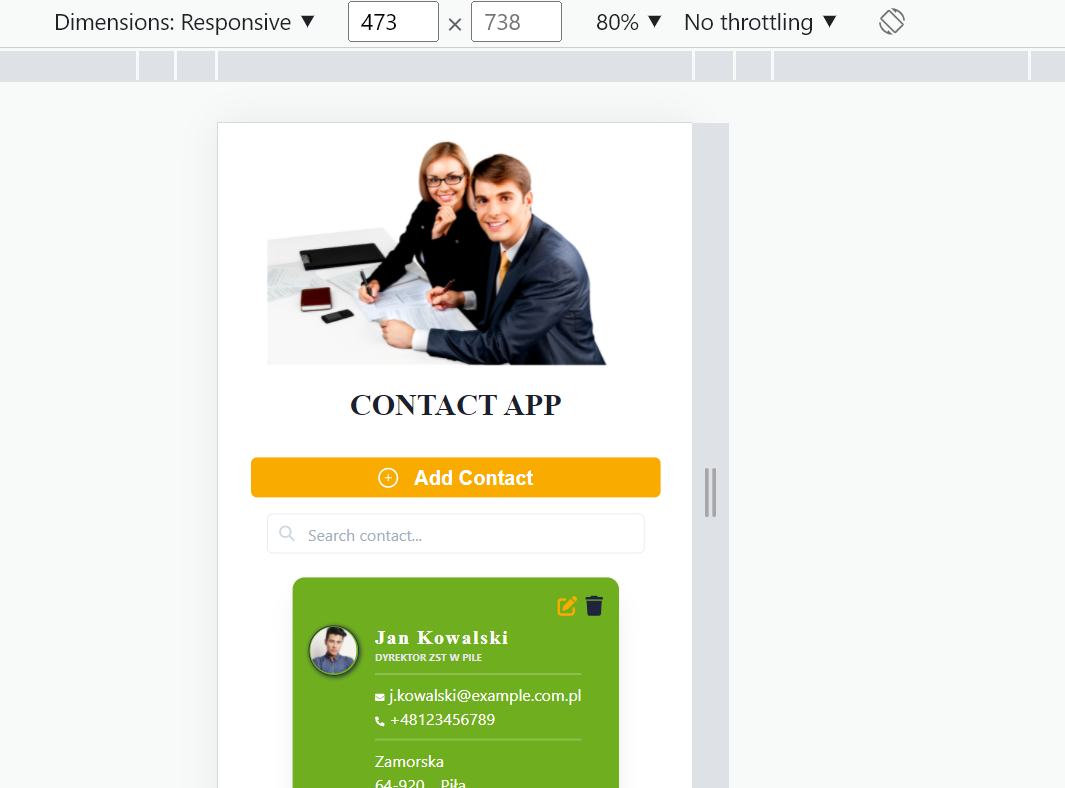 Dimensions: Responsive ▼ 473 × 738 80% ▼ No throttling ▼
CONTACT APP
Add Contact
Search contact...
Jan Kowalski
DYREKTOR ZST W PILE
j.kowalski@example.com.pl
+48123456789
Zamorska
64-920 Piła